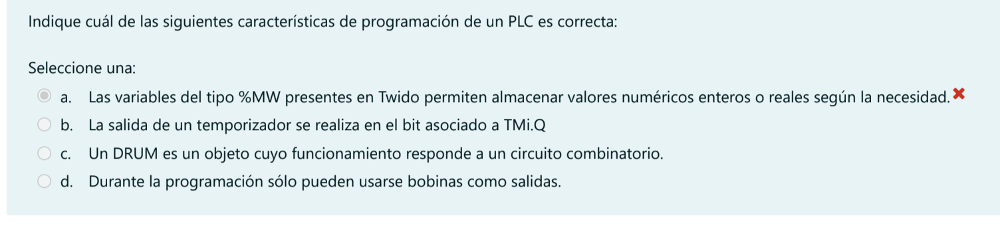 Indique cuál de las siguientes características de programación de un PLC es correcta:
Seleccione una:
a. Las variables del tipo %MW presentes en Twido permiten almacenar valores numéricos enteros o reales según la necesidad.
b. La salida de un temporizador se realiza en el bit asociado a TMi.Q
c. Un DRUM es un objeto cuyo funcionamiento responde a un circuito combinatorio.
d. Durante la programación sólo pueden usarse bobinas como salidas.